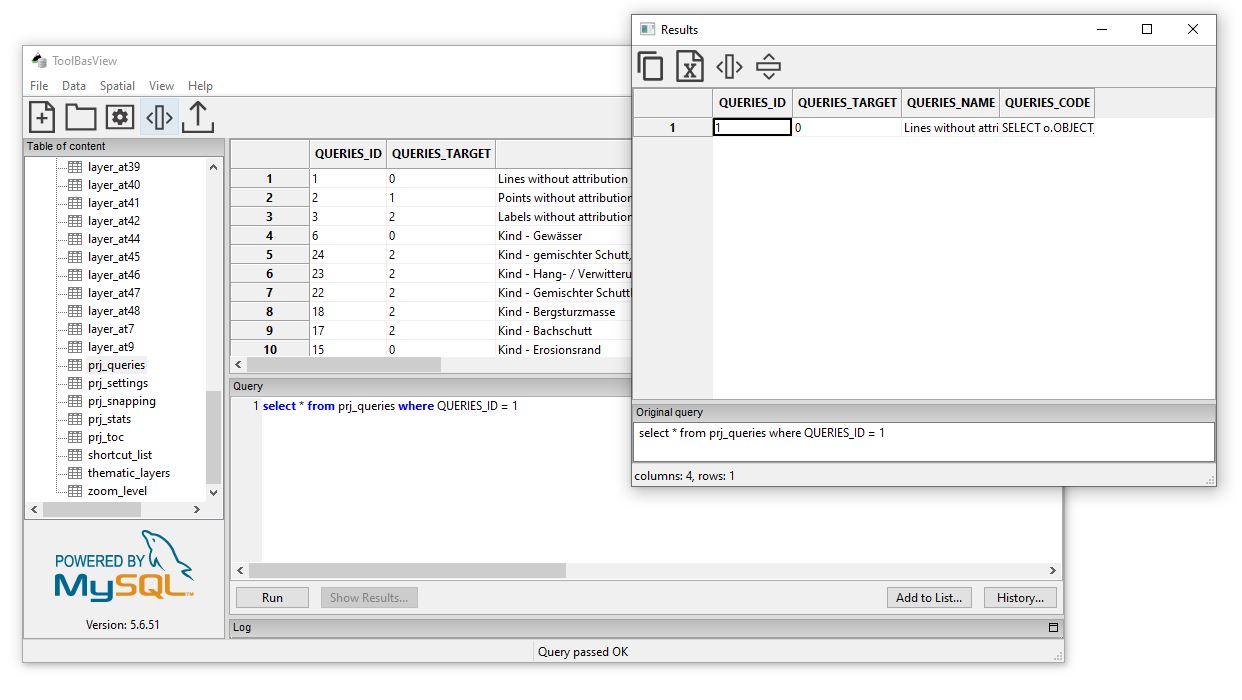 ToolBasView
File Data Spatial View Help
Table of content
layer_at39
layer_at40
layer_at41
layer_at42
layer_at44
layer_at45
layer_at46
layer_at47
layer_at48
layer_at7
layer_at9
prj_queries
prj_settings
prj_snapping
prj_stats
prj_toc
shortcut_list
thematic_layers
zoom_level
POWERED BY
MySQL
Version: 5.6.51
QUERIES_ID QUERIES_TARGET
1 1 0 Lines without attribution
2 2 1 Points without attribution
3 3 2 Labels without attribution
4 6 0 Kind - Gewässer
5 24 2 Kind - gemischter Schutt,
6 23 2 Kind - Hang- / Verwitteru
7 22 2 Kind - Gemischter Schutt
8 18 2 Kind - Bergsturzmasse
9 17 2 Kind - Bachschutt
10 15 0 Kind - Erosionsrand
Query
1 select * from prj_queries where QUERIES_ID = 1
Run Show Results... Add to List... History...
Log
Query passed OK
Results
QUERIES_ID QUERIES_TARGET QUERIES_NAME QUERIES_CODE
1 1 0 Lines without attri SELECT o.OBJECT
Original query
select * from prj_queries where QUERIES_ID = 1
columns: 4, rows: 1